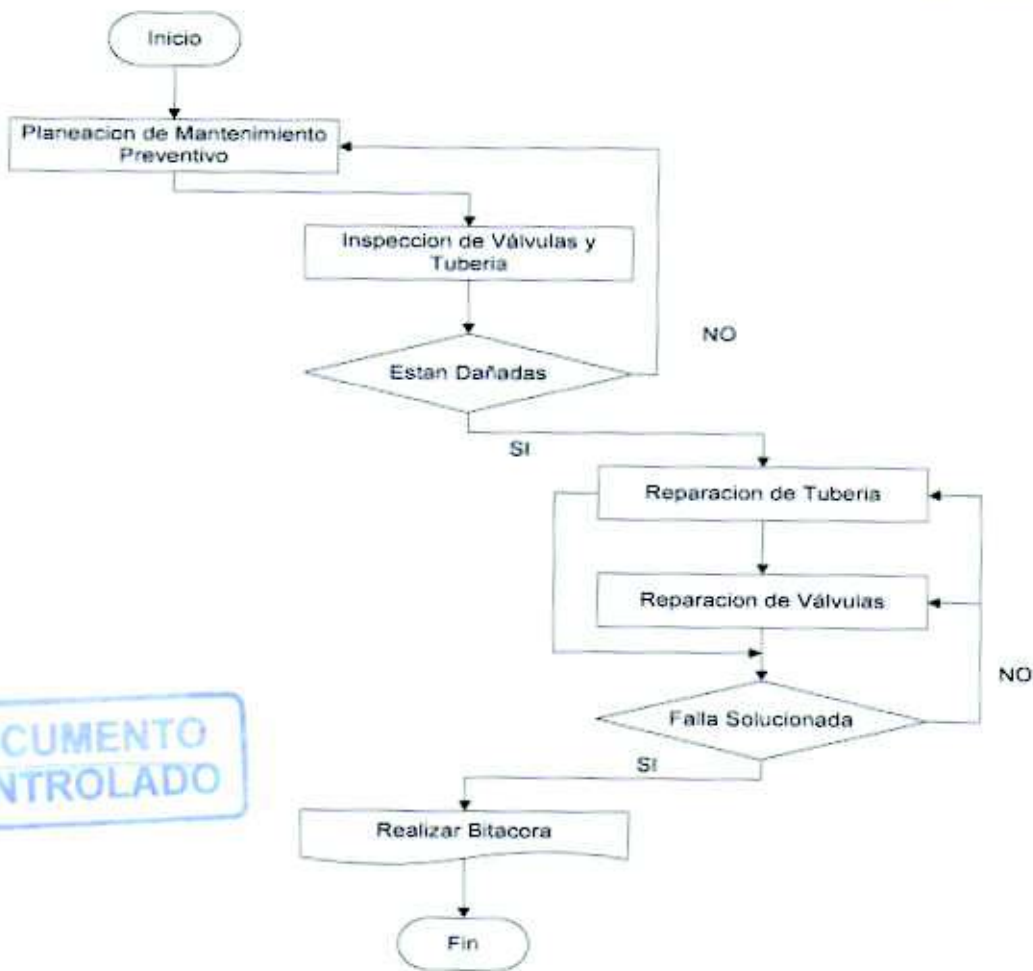 Inicio
Planeacion de Mantenimiento
Preventivo
Inspeccion de Válvulas y
Tuberia
NO
Estan Dañadas
SI
Reparacion de Tuberia
Reparacion de Válvulas
NO
Falla Solucionada
SI
CUMENTO
NTROLADO
Realizar Bitacora
Fin